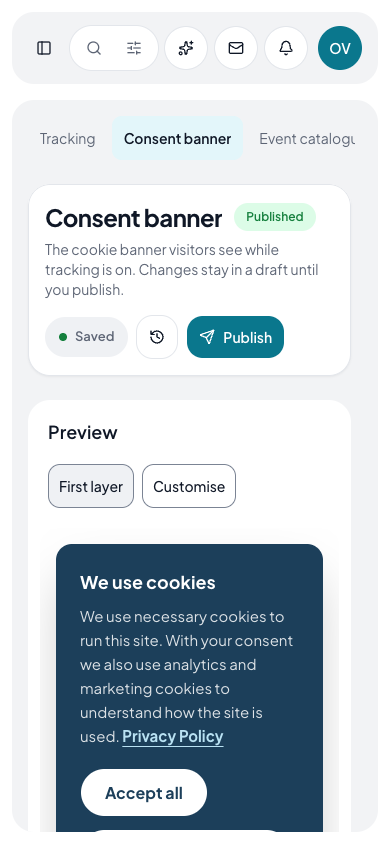 OV
Tracking
Consent banner
Event catalogu
Consent banner
Published
The cookie banner visitors see while
tracking is on. Changes stay in a draft until
you publish.
Saved
Publish
Preview
First layer
Customise
We use cookies
We use necessary cookies to
run this site. With your consent
we also use analytics and
marketing cookies to
understand how the site is
used. Privacy Policy
Accept all